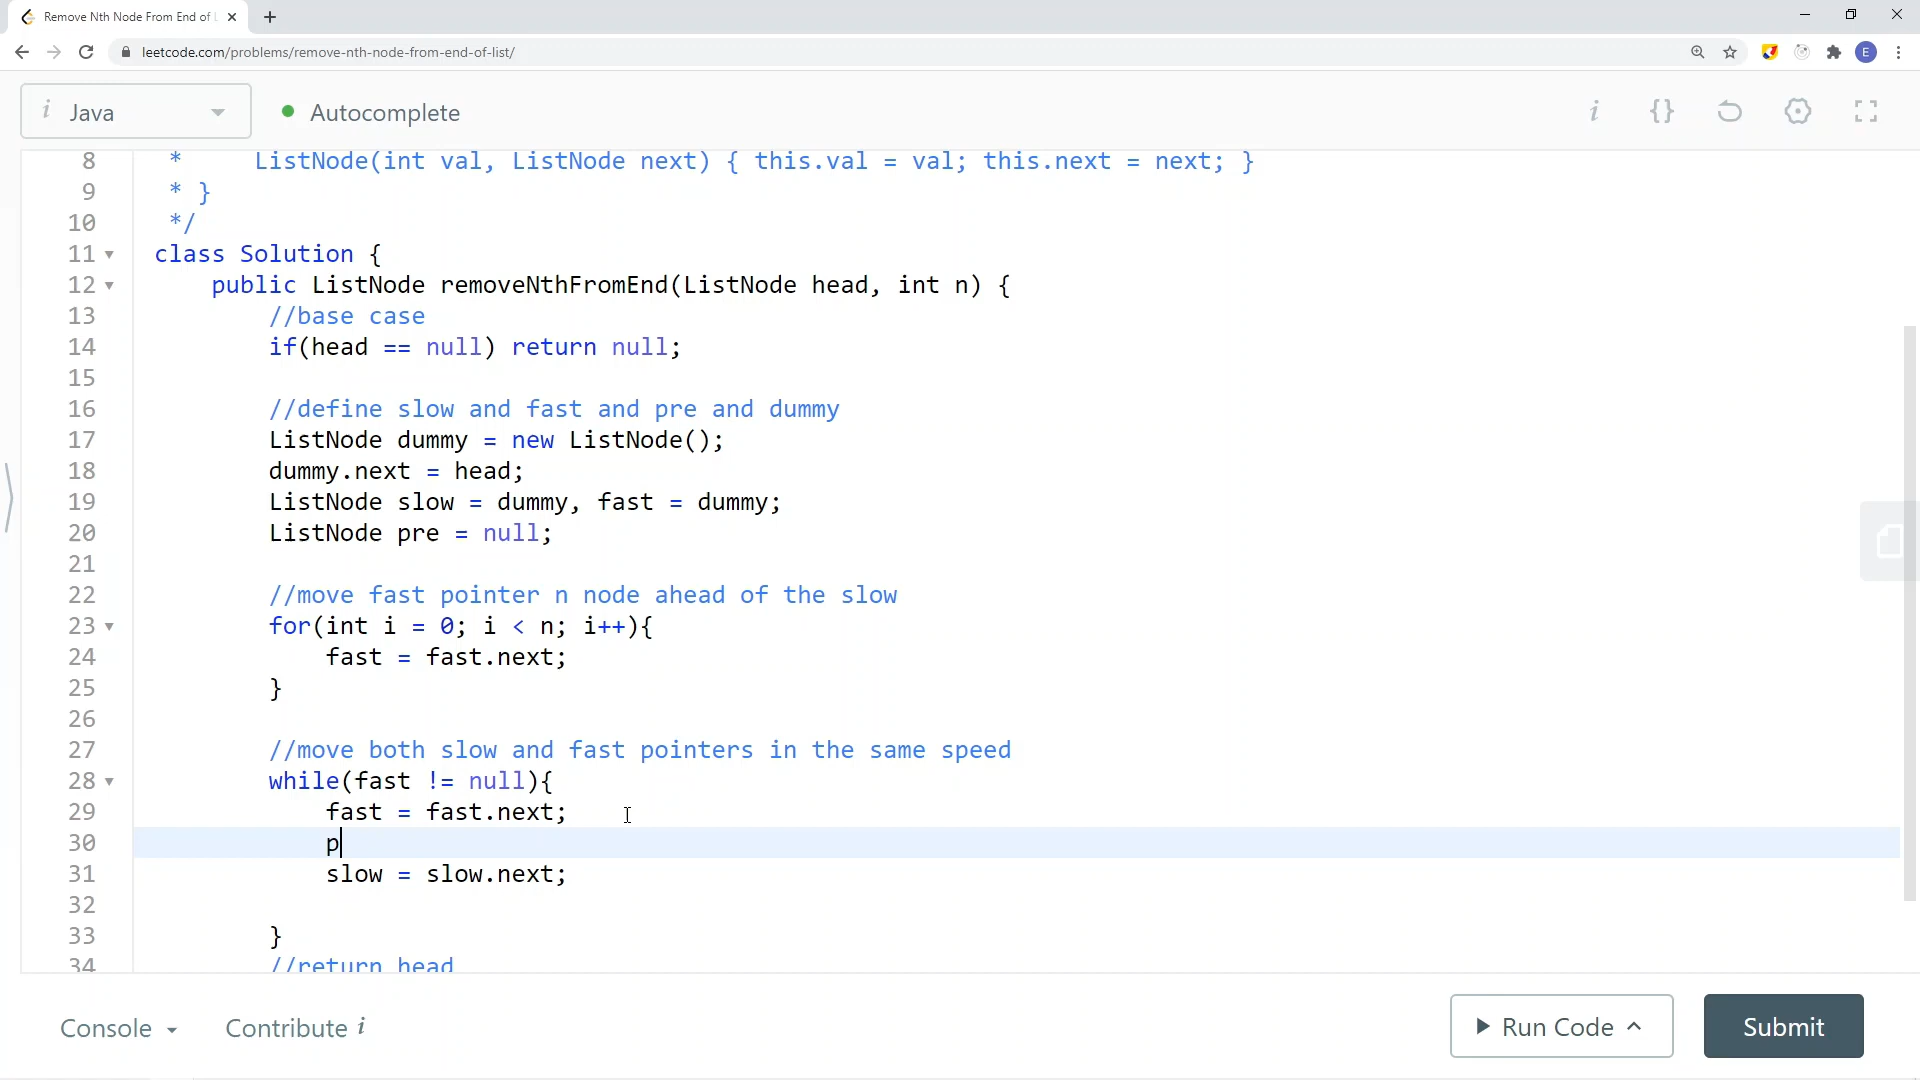 Remove Nth Node From End of L
leetcode.com/problems/remove-nth-node-from-end-of-list/
E
i Java
Autocomplete
i {}
8 * ListNode(int val, ListNode next) { this.val = val; this.next = next; }
9 * }
10 */
11 class Solution {
12 public ListNode removeNthFromEnd(ListNode head, int n) {
13 //base case
14 if(head == null) return null;
15
16 //define slow and fast and pre and dummy
17 ListNode dummy = new ListNode();
18 dummy.next = head;
19 ListNode slow = dummy, fast = dummy;
20 ListNode pre = null;
21
22 //move fast pointer n node ahead of the slow
23 for(int i = 0; i < n; i++){
24 fast = fast.next;
25 }
26
27 //move both slow and fast pointers in the same speed
28 while(fast != null){
29 fast = fast.next;
30 p
31 slow = slow.next;
32
33 }
34 //return head
Console
Contribute i
Run Code
Submit